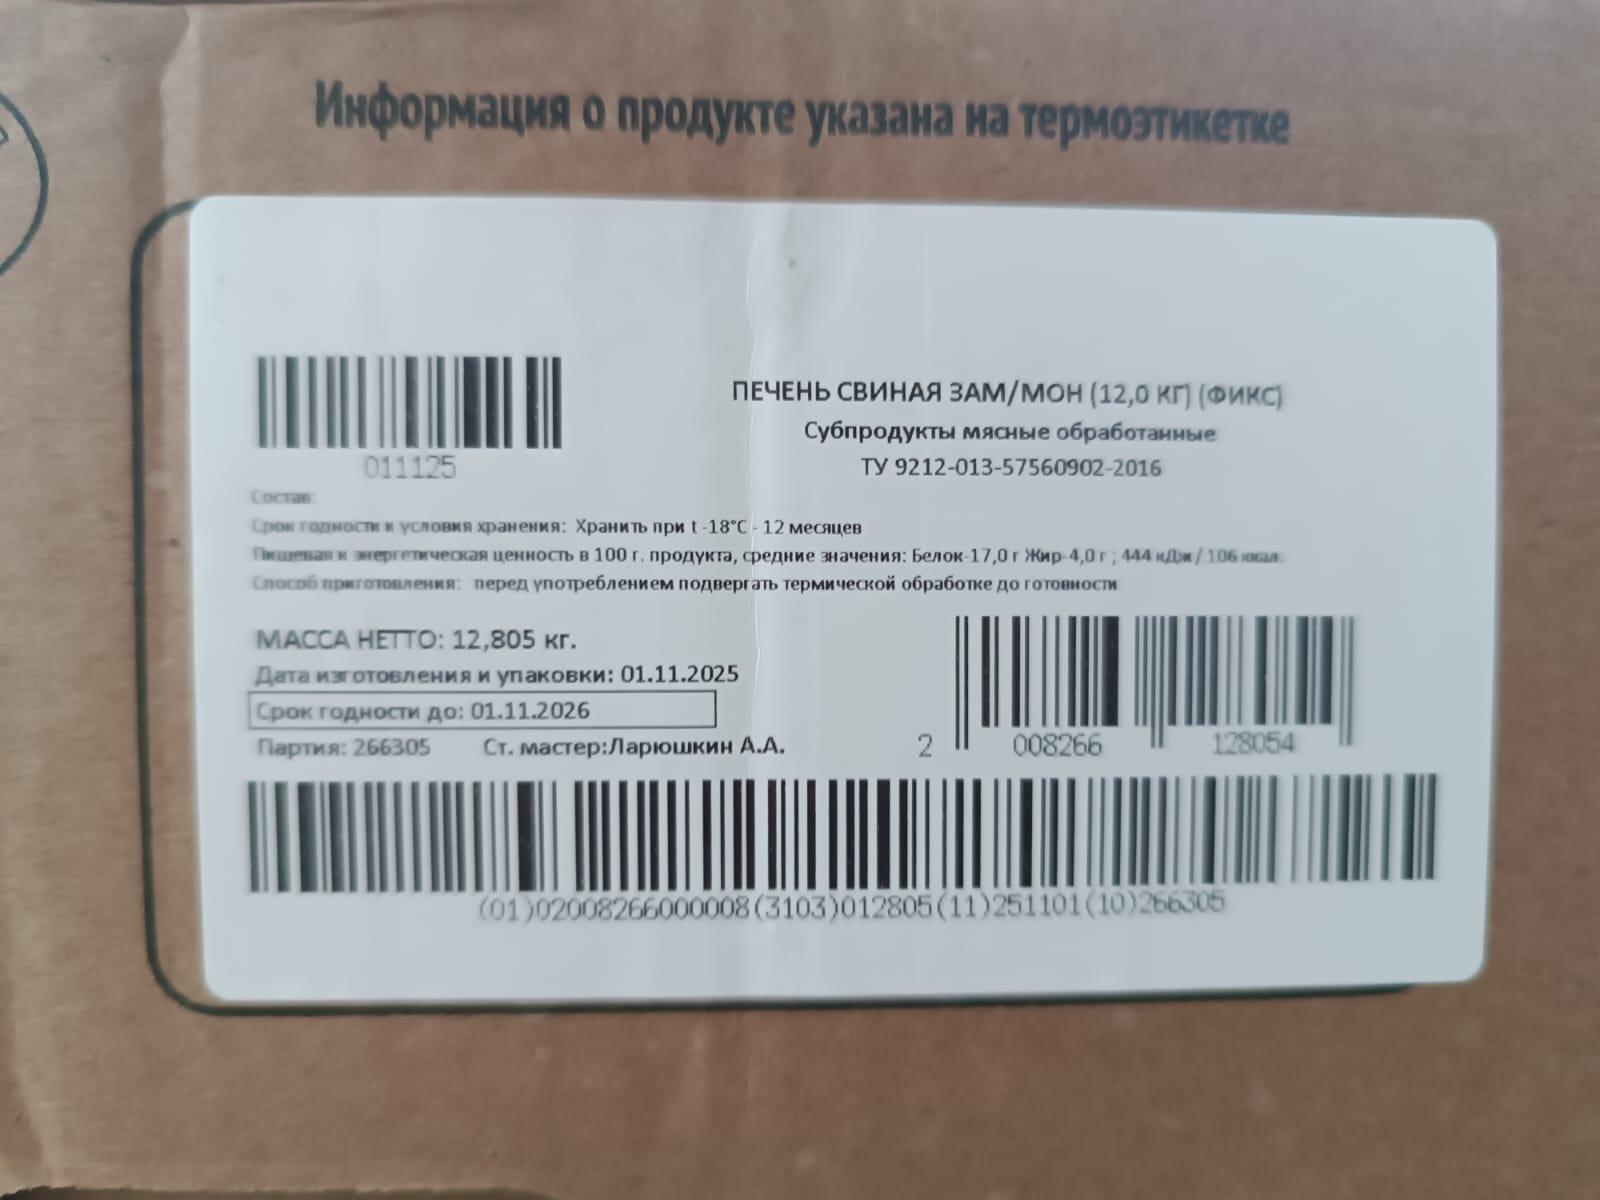 Информация о продукте указана на термоэтикетке
011125
ПЕЧЕНЬ СВИНАЯ ЗАМ/МОН (12,0 КГ) (ФИКС)
Субпродукты мясные обработанные
ТУ 9212-013-57560902-2016
Состав:
Срок годности и условия хранения: Хранить при t -18°С - 12 месяцев
Пищевая и энергетическая ценность в 100 г. продукта, средние значения: Белок-17,0 г Жир-4,0 г ; 444 кДж / 106 ккал.
Способ приготовления: перед употреблением подвергать термической обработке до готовности
МАССА НЕТТО: 12,805 кг.
Дата изготовления и упаковки: 01.11.2025
Срок годности до: 01.11.2026
Партия: 266305 Ст. мастер:Ларюшкин А.А.
2 008266 128054
(01)02008266000008(3103)012805(11)251101(10)266305